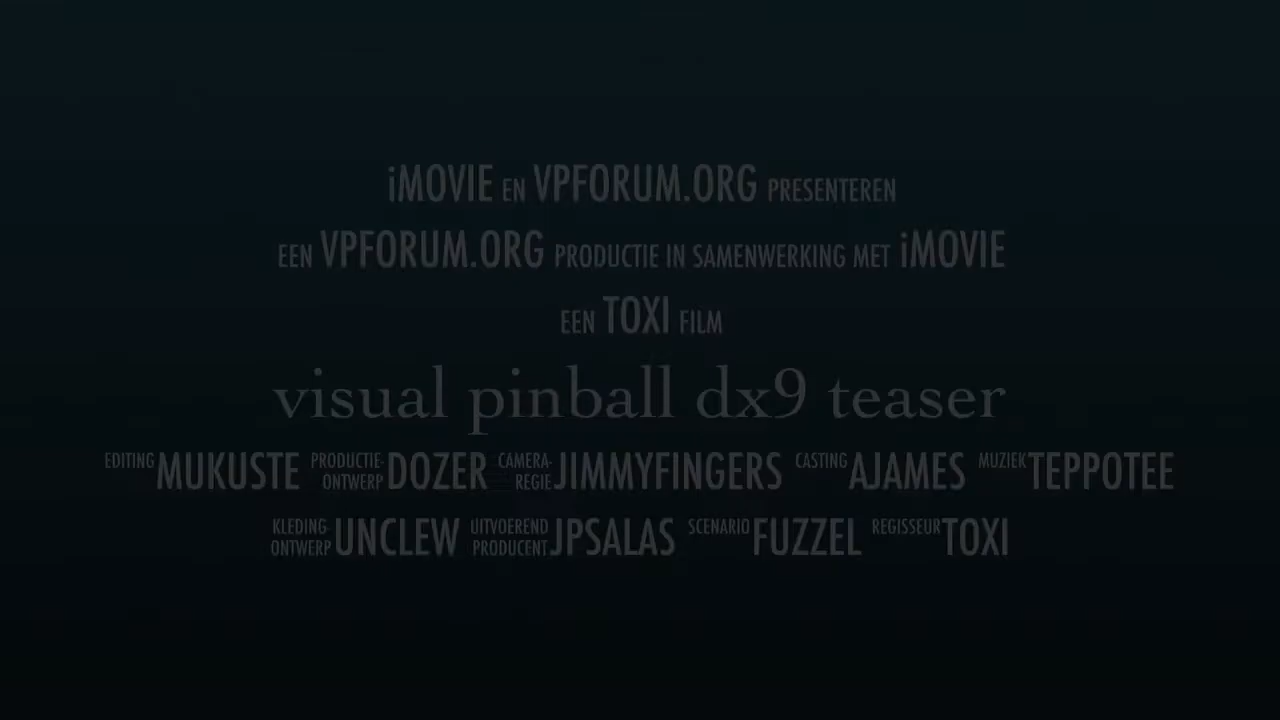 iMOVIE EN VPFORUM.ORG PRESENTEREN
EEN VPFORUM.ORG PRODUCTIE IN SAMENWERKING MET iMOVIE
EEN TOXI FILM
visual pinball dx9 teaser
EDITING MUKUSTE PRODUCTIE-ONTWERP DOZER CAMERA-REGIE JIMMYFINGERS CASTING AJAMES MUZIEK TEPPOTEE
KLEDING-ONTWERP UNCLEW UITVOEREND PRODUCENT JPSALAS SCENARIO FUZZEL REGISSEUR TOXI